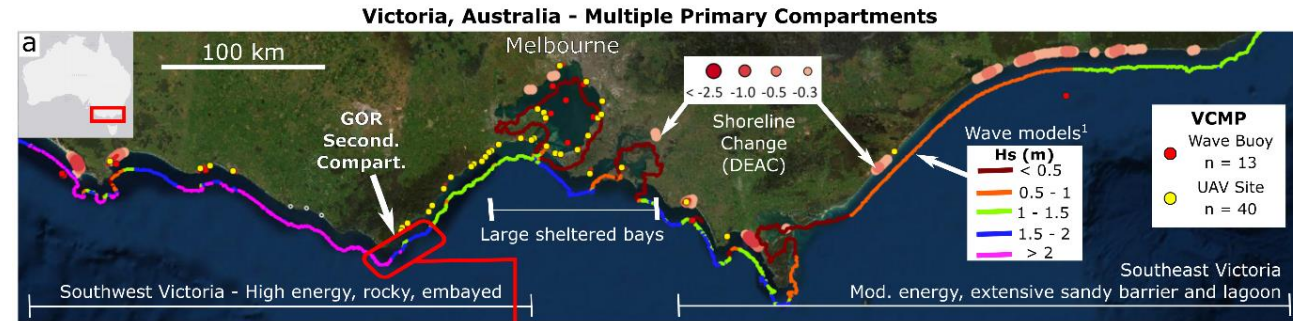 Victoria, Australia - Multiple Primary Compartments
a
100 km
Melbourne
GOR
Second.
Compart.
< -2.5 -1.0 -0.5 -0.3
Shoreline
Change
(DEAC)
Large sheltered bays
Wave models1
Hs (m)
< 0.5
0.5 - 1
1 - 1.5
1.5 - 2
> 2
VCMP
Wave Buoy
n = 13
UAV Site
n = 40
Southwest Victoria - High energy, rocky, embayed
Southeast Victoria
Mod. energy, extensive sandy barrier and lagoon